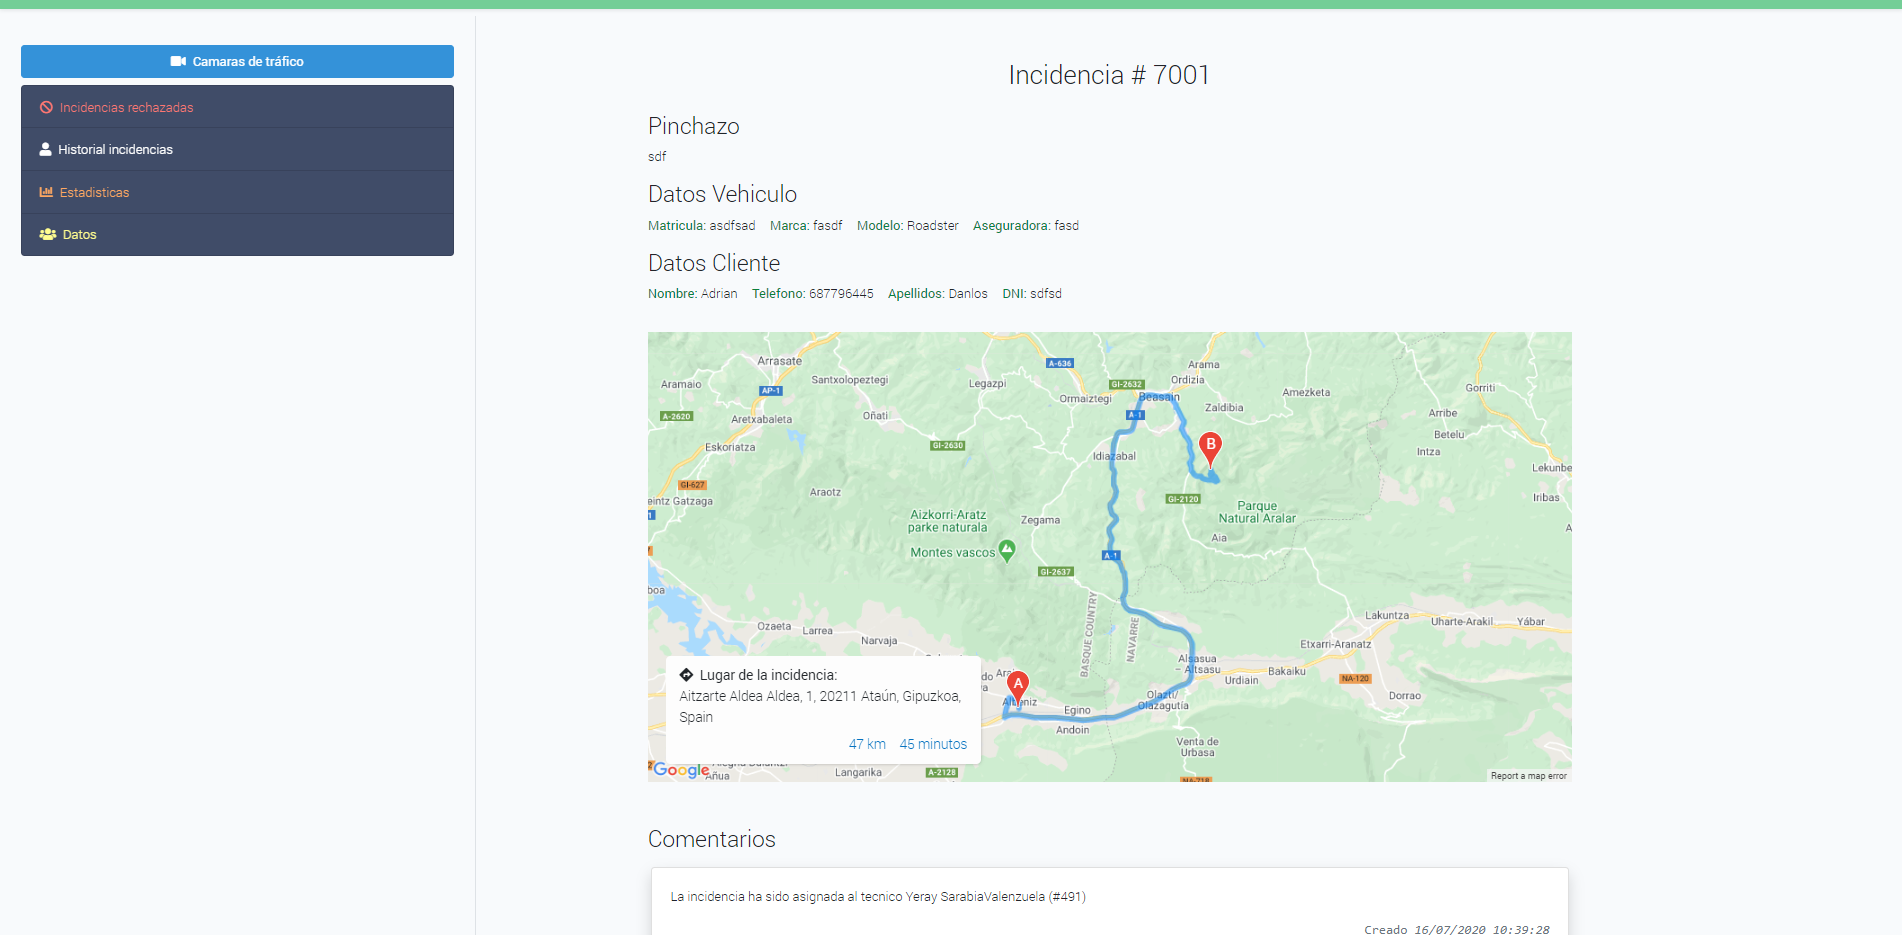 Camaras de tráfico
Incidencias rechazadas
Historial incidencias
Estadisticas
Datos
Incidencia # 7001
Pinchazo
sdf
Datos Vehiculo
Matricula: asdfsad Marca: fasdf Modelo: Roadster Aseguradora: fasd
Datos Cliente
Nombre: Adrian Telefono: 687796445 Apellidos: Danlos DNI: sdfsd
Arrasate
A-636
Arama
Aramaio
AP-1
Santxolopeztegi
Legazpi
GI-2632
Ordizia
Gorriti
Ormaiztegi
Beasain
Amezketa
A-2620
Aretxabaleta
Oñati
A-1
Zaldibia
Arribe
Eskoriatza
GI-2630
Idiazabal
B
Betelu
Intza
Lekunbe
GI-627
Araotz
GI-2120
Iribas
eintz Gatzaga
Aizkorri-Aratz
parke naturala
Zegama
Parque
Natural Aralar
Aia
Montes vascos
A-1
GI-2637
BASQUE COUNTRY
NAVARRE
Ozaeta
Larrea
Narvaja
Lakuntza
Uharte-Arakil
Yábar
Etxarri-Aranatz
Alsasua
- Altsasu
Bakaiku
Urdiain
NA-120
Dorrao
A
Egino
Olazti/
Olazagutía
Andoin
Venta de
Urbasa
Lugar de la incidencia:
Aitzarte Aldea Aldea, 1, 20211 Ataún, Gipuzkoa,
Spain
47 km 45 minutos
Google
Añua
Langarika
A-2128
NA-718
Report a map error
Comentarios
La incidencia ha sido asignada al tecnico Yeray SarabiaValenzuela (#491)
Creado 16/07/2020 10:39:28